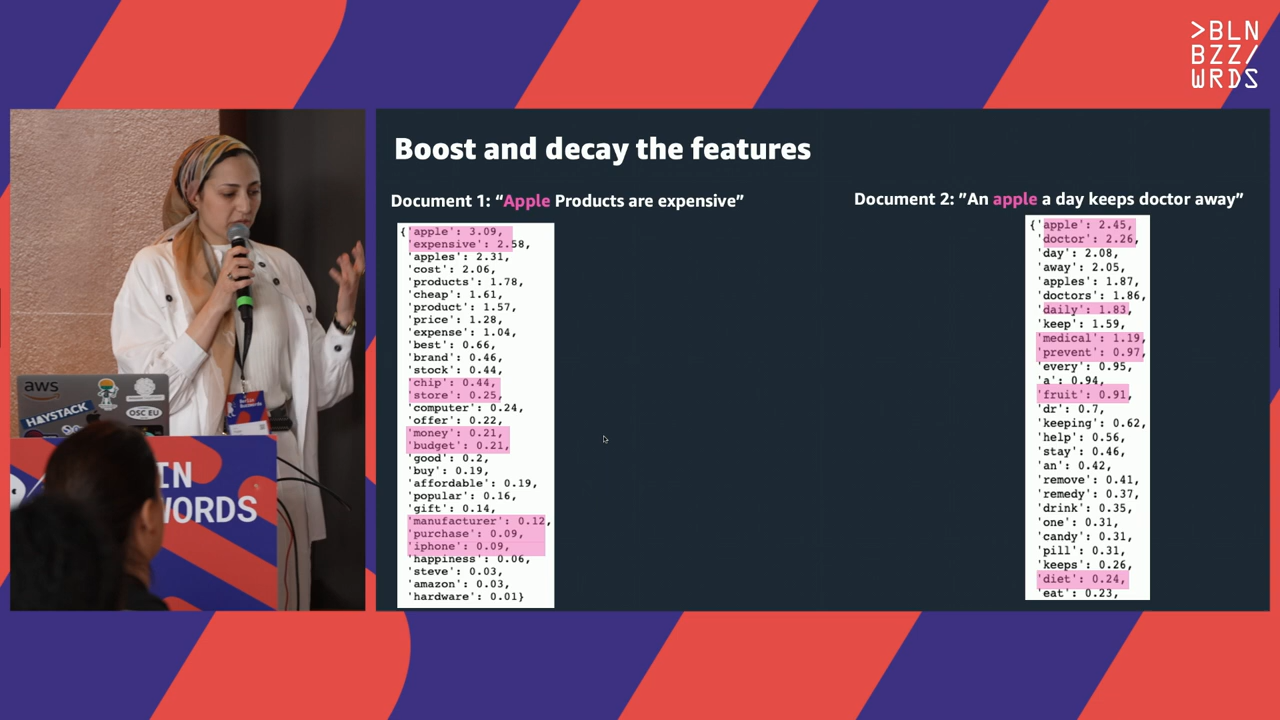 >BLN
BZZ/
WRDS
Boost and decay the features
Document 1: “Apple Products are expensive”
{'apple': 3.09,
'expensive': 2.58,
'apples': 2.31,
'cost': 2.06,
'products': 1.78,
'cheap': 1.61,
'product': 1.57,
'price': 1.28,
'expense': 1.04,
'best': 0.66,
'brand': 0.46,
'stock': 0.44,
'chip': 0.44,
'store': 0.25,
'computer': 0.24,
'offer': 0.22,
'money': 0.21,
'budget': 0.21,
'good': 0.2,
'buy': 0.19,
'affordable': 0.19,
'popular': 0.16,
'gift': 0.14,
'manufacturer': 0.12,
'purchase': 0.09,
'iphone': 0.09,
'happiness': 0.06,
'steve': 0.03,
'amazon': 0.03,
'hardware': 0.01}
Document 2: ”An apple a day keeps doctor away”
{'apple': 2.45,
'doctor': 2.26,
'day': 2.08,
'away': 2.05,
'apples': 1.87,
'doctors': 1.86,
'daily': 1.83,
'keep': 1.59,
'medical': 1.19,
'prevent': 0.97,
'every': 0.95,
'a': 0.94,
'fruit': 0.91,
'dr': 0.7,
'keeping': 0.62,
'help': 0.56,
'stay': 0.46,
'an': 0.42,
'remove': 0.41,
'remedy': 0.37,
'drink': 0.35,
'one': 0.31,
'candy': 0.31,
'pill': 0.31,
'keeps': 0.26,
'diet': 0.24,
'eat': 0.23,
aws
HAYSTACK
OSC EU
IN
WORDS